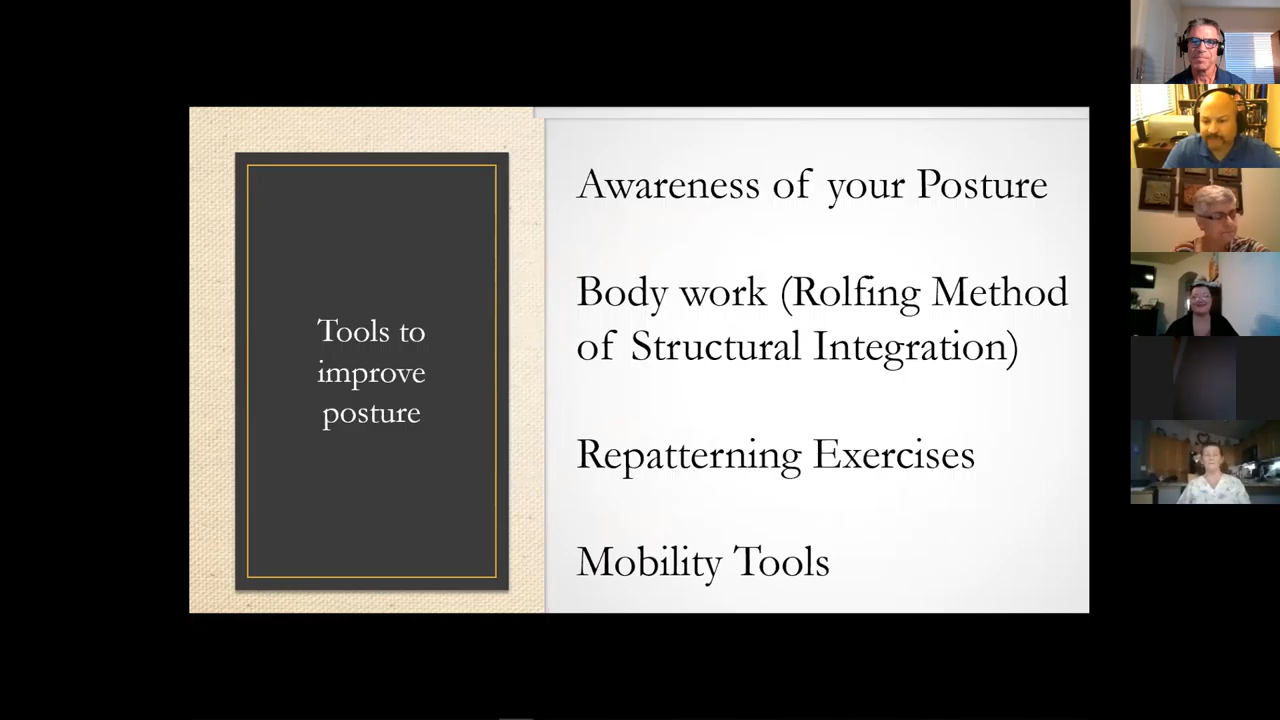 Tools to
improve
posture
Awareness of your Posture
Body work (Rolfing Method
of Structural Integration)
Repatterning Exercises
Mobility Tools